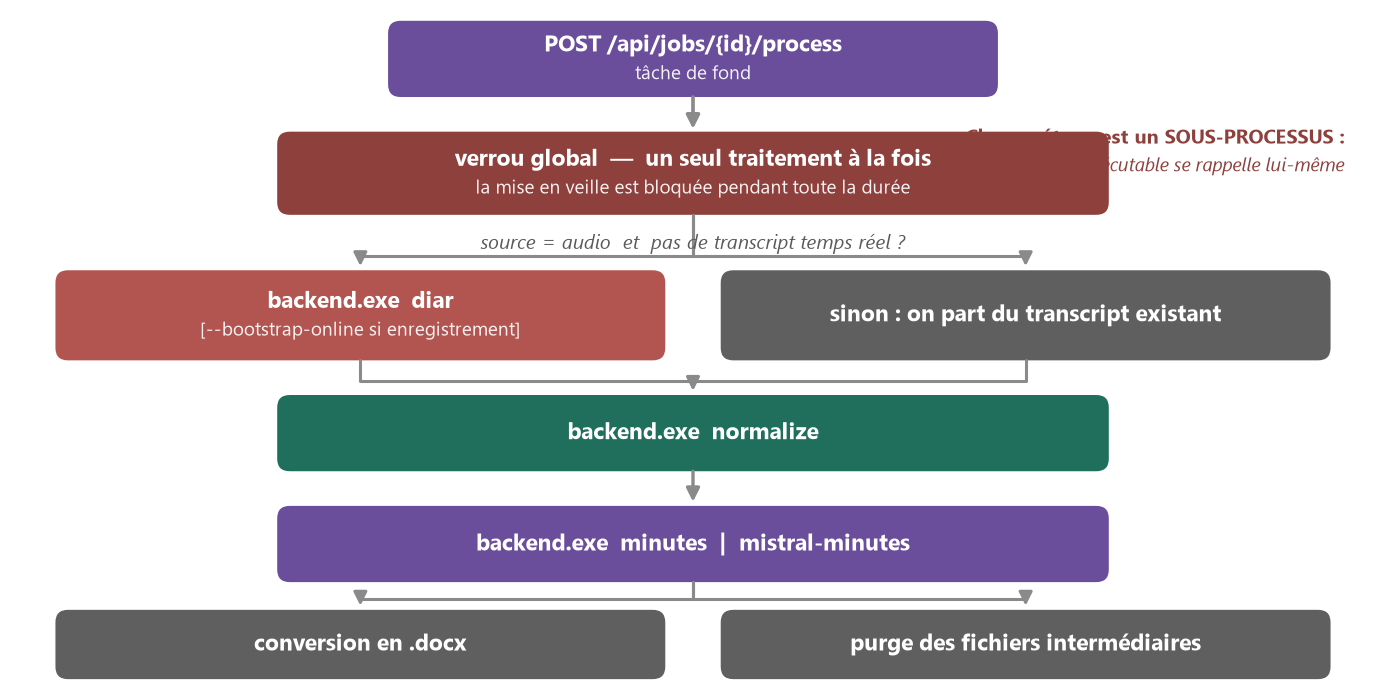 POST /api/jobs/{id}/process
tâche de fond
est un SOUS-PROCESSUS :
verrou global — un seul traitement à la fois
se rappelle lui-même
la mise en veille est bloquée pendant toute la durée
source = audio et pas de transcript temps réel ?
backend.exe diar
[--bootstrap-online si enregistrement]
sinon : on part du transcript existant
backend.exe normalize
backend.exe minutes | mistral-minutes
conversion en .docx
purge des fichiers intermédiaires